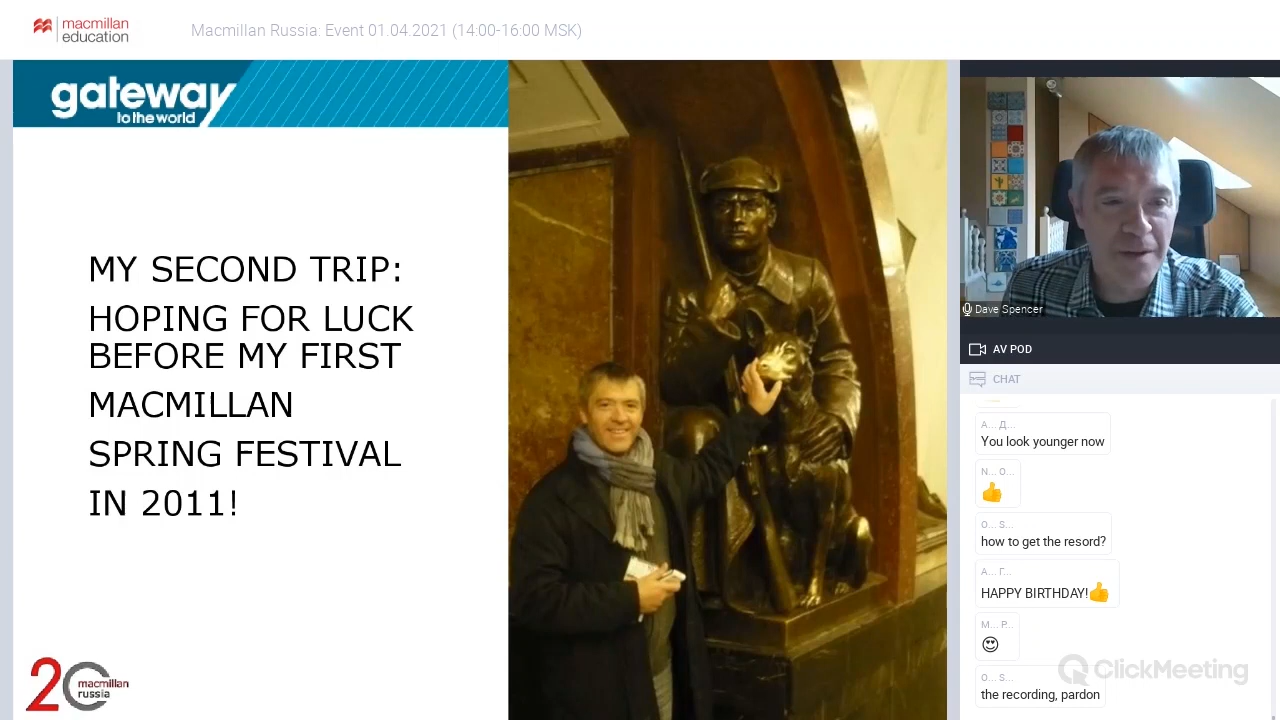 macmillan
education
Macmillan Russia: Event 01.04.2021 (14:00-16:00 MSK)
gateway
to the world
MY SECOND TRIP:
HOPING FOR LUCK
BEFORE MY FIRST
MACMILLAN
SPRING FESTIVAL
IN 2011!
20
macmillan
russia
Dave Spencer
AV POD
CHAT
А... Д...
You look younger now
N... O...
👍
O... S...
how to get the resord?
А... Г...
HAPPY BIRTHDAY!👍
M... P...
😍
ClickMeeting
O... S...
the recording, pardon